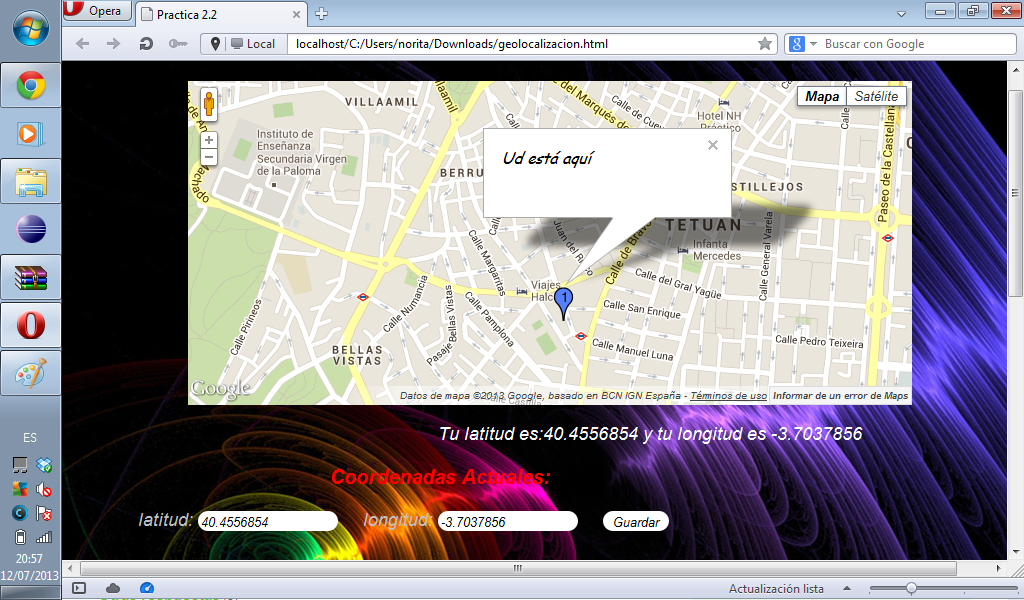 Opera
Practica 2.2
Local
localhost/C:/Users/norita/Downloads/geolocalizacion.html
Buscar con Google
VILLAAMIL
Villaamil
Calle del Marqués de
Calle de
Hotel NH
Práctico
Mapa
Satélite
Instituto de
Enseñanza
Secundaria Virgen
de la Paloma
BERRU
Ud está aquí
STILLEJOS
Paseo de la Castellana
TETUAN
Infanta
Mercedes
Juan del Risco
Calle de Bravo
Calle General Varela
Calle Margaritas
Viajes
Halc
1
Calle del Gral Yagüe
Calle San Enrique
Calle Numancia
Calle Pirineos
Pasaje Bellas Vistas
Calle Pamplona
Calle Manuel Luna
Calle Pedro Teixeira
BELLAS
VISTAS
Google
Datos de mapa ©2013 Google, basado en BCN IGN España - Términos de uso
Informar de un error de Maps
Tu latitud es:40.4556854 y tu longitud es -3.7037856
Coordenadas Actuales:
latitud: 40.4556854 longitud: -3.7037856 Guardar
ES
20:57
12/07/2013
Actualización lista